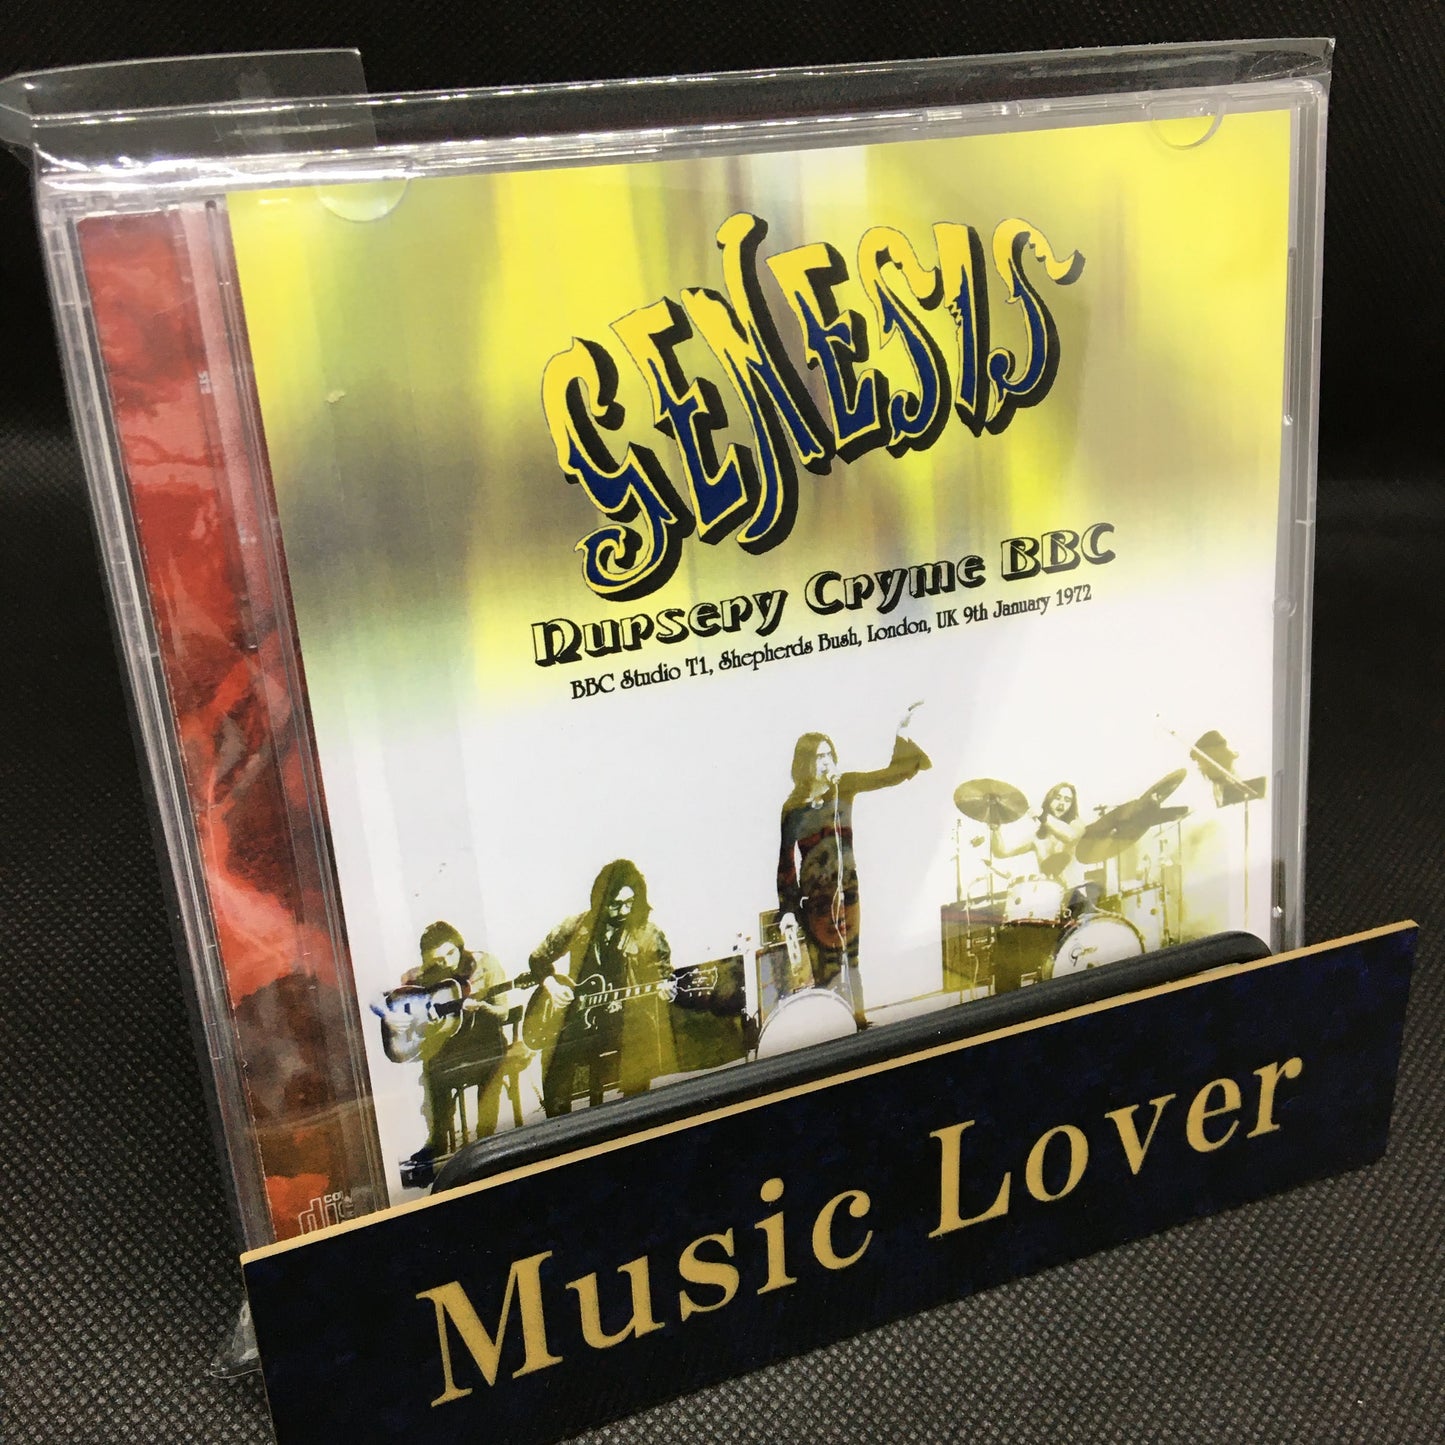 GENESIS
Nursery Cryme BBC
BBC Studio T1, Shepherds Bush, London, UK 9th January 1972
Music Lover